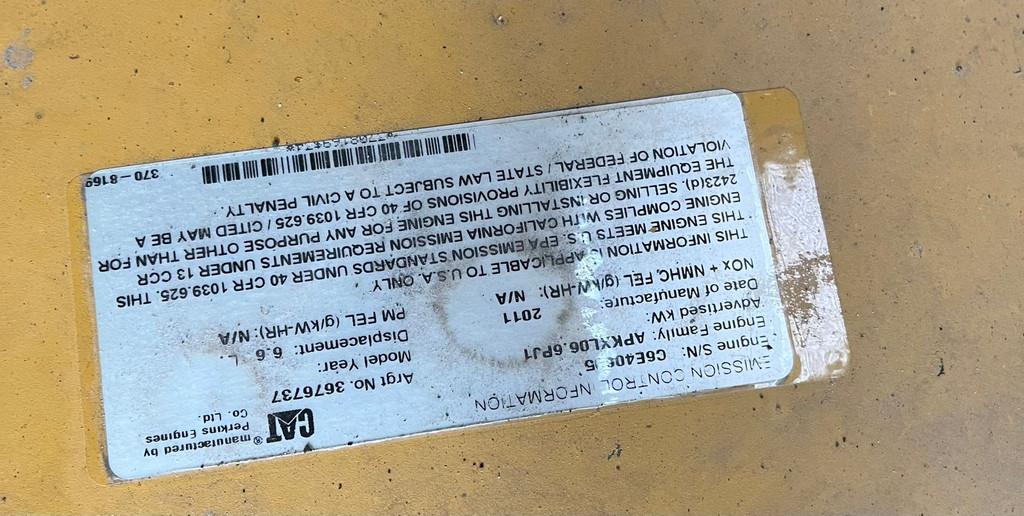 EMISSION CONTROL INFORMATION
CAT® manufactured by
Perkins Engines
Co. Ltd.
Engine S/N:
Argt No. 3676737
Engine Family: APKXL06.6PJ1
Model Year:
Advertised kW:
Displacement: 6.6 L
Date of Manufacture: 2011
PM FEL (g/kW-HR): N/A
NOx + NMHC FEL (g/kW-HR): N/A
THIS INFORMATION APPLICABLE TO U.S.A. ONLY
THIS ENGINE MEETS U.S. EPA EMISSION STANDARDS UNDER 40 CFR 1039.625. THIS
ENGINE COMPLIES WITH CALIFORNIA EMISSION REQUIREMENTS UNDER 13 CCR
2423(d). SELLING OR INSTALLING THIS ENGINE FOR ANY PURPOSE OTHER THAN FOR
THE EQUIPMENT FLEXIBILITY PROVISIONS OF 40 CFR 1039.625 / CITED MAY BE A
VIOLATION OF FEDERAL / STATE LAW SUBJECT TO A CIVIL PENALTY.
370-8169